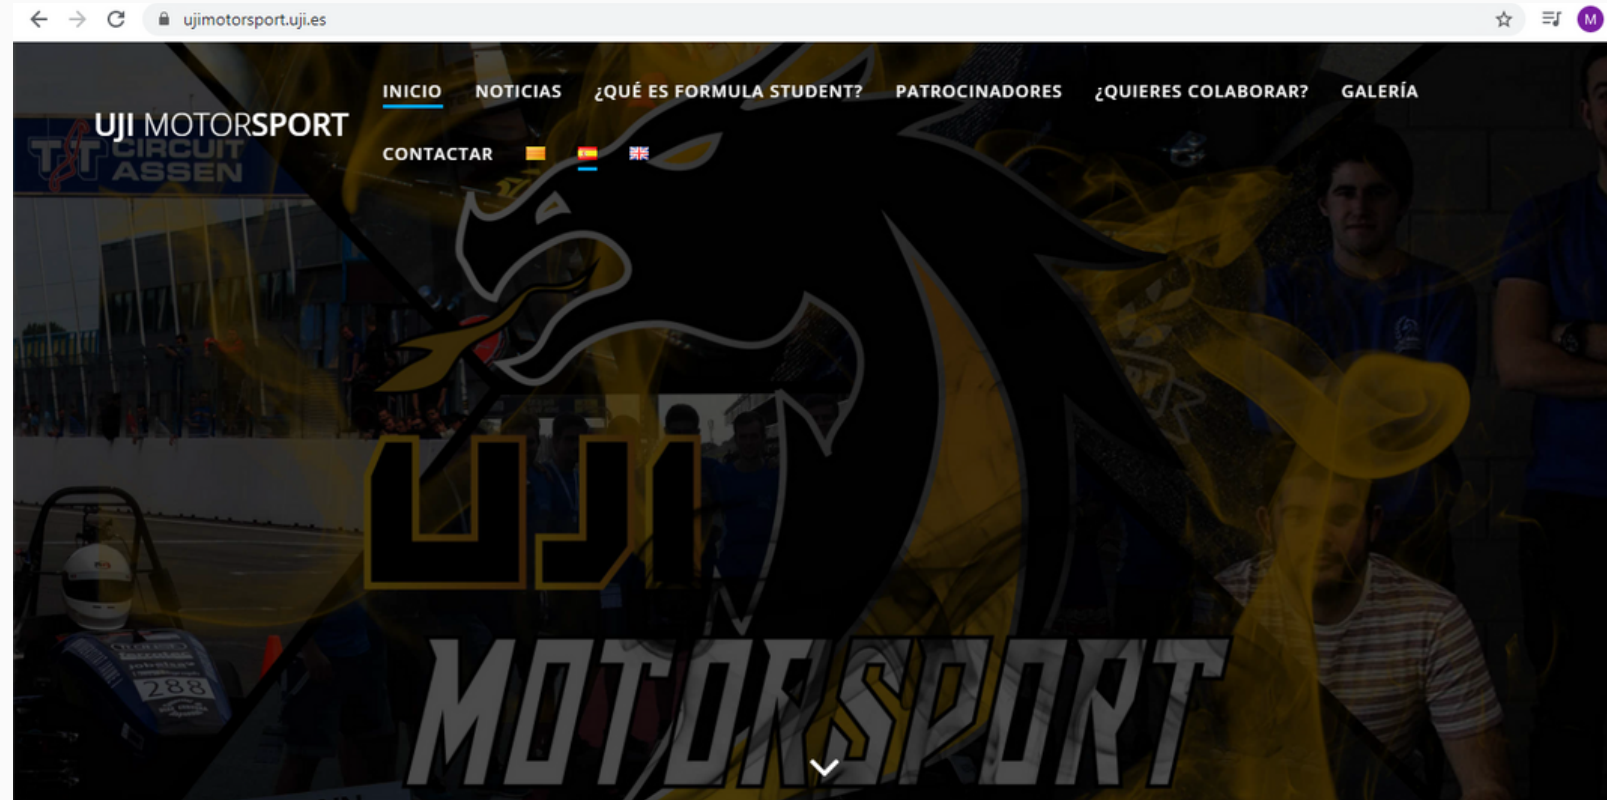 ujimotorsport.uji.es
M
INICIO NOTICIAS ¿QUÉ ES FORMULA STUDENT? PATROCINADORES ¿QUIERES COLABORAR? GALERÍA
UJI MOTORSPORT
CONTACTAR
TT CIRCUIT
ASSEN
UJI
MOTORSPORT
288